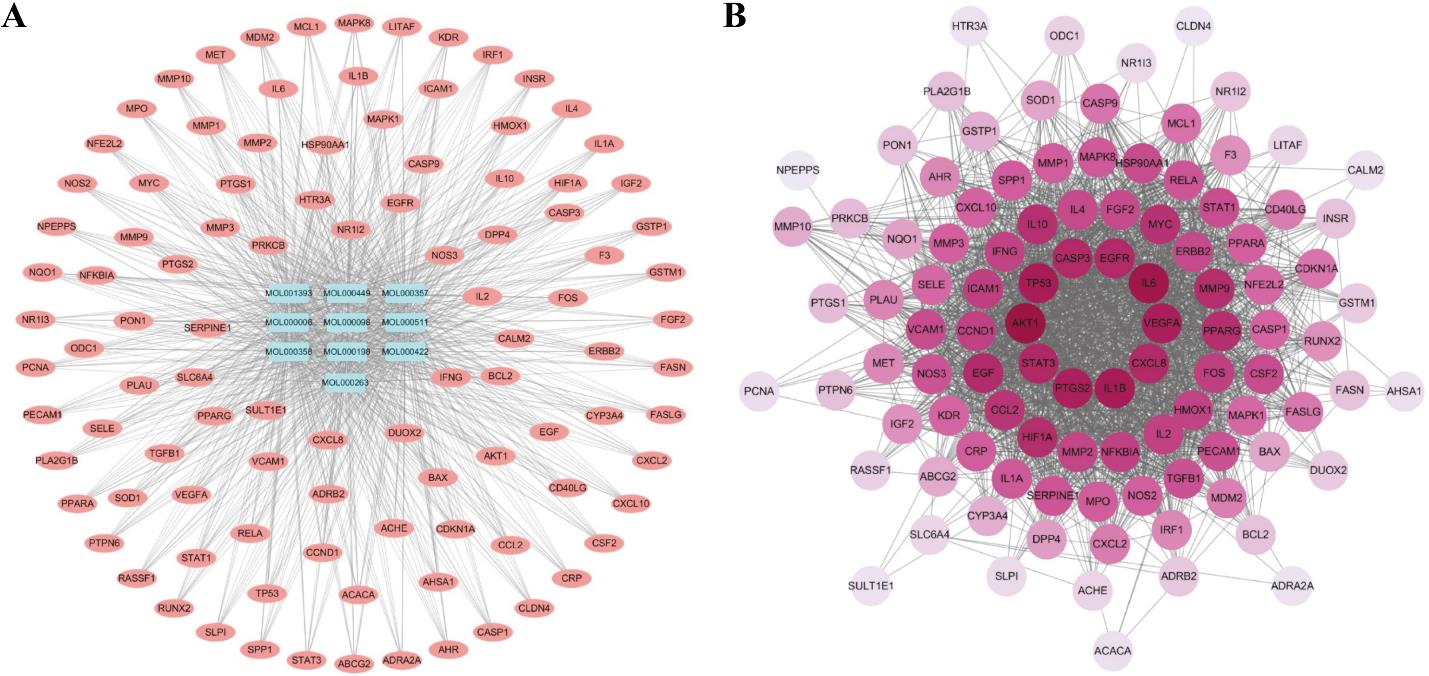 A
MCL1
MAPK8
LITAF
MDM2
KDR
MET
IRF1
MMP10
IL1B
INSR
IL6
ICAM1
MPO
IL4
MMP1
MAPK1
HMOX1
NFE2L2
MMP2
HSP90AA1
IL1A
CASP9
NOS2
MYC
PTGS1
IL10
HIF1A
IGF2
HTR3A
EGFR
CASP3
NPEPPS
MMP3
NR1I2
GSTP1
MMP9
PRKCB
DPP4
NOS3
F3
PTGS2
NQO1
NFKBIA
GSTM1
MOL001393
MOL000449
MOL000357
IL2
FOS
NR1I3
PON1
SERPINE1
MOL000006
MOL000098
MOL000511
FGF2
CALM2
ODC1
MOL000358
MOL000198
MOL000422
ERBB2
PCNA
FASN
SLC6A4
MOL000263
IFNG
BCL2
PLAU
PECAM1
PPARG
SULT1E1
CYP3A4
FASLG
SELE
CXCL8
DUOX2
EGF
PLA2G1B
TGFB1
VCAM1
AKT1
CXCL2
BAX
CD40LG
PPARA
SOD1
VEGFA
ADRB2
CXCL10
PTPN6
RELA
ACHE
CDKN1A
CSF2
STAT1
CCND1
CCL2
RASSF1
AHSA1
CRP
TP53
ACACA
RUNX2
CLDN4
SLPI
CASP1
SPP1
STAT3
ABCG2
ADRA2A
AHR
B
HTR3A
CLDN4
ODC1
NR1I3
PLA2G1B
SOD1
CASP9
NR1I2
MCL1
GSTP1
PON1
LITAF
MMP1
MAPK8
HSP90AA1
F3
NPEPPS
AHR
SPP1
RELA
CALM2
CXCL10
IL4
FGF2
STAT1
CD40LG
MMP10
PRKCB
IL10
MYC
INSR
NQO1
MMP3
IFNG
CASP3
EGFR
ERBB2
PPARA
CDKN1A
SELE
ICAM1
TP53
IL6
MMP9
NFE2L2
PTGS1
PLAU
GSTM1
VCAM1
CCND1
AKT1
VEGFA
PPARG
CASP1
RUNX2
MET
STAT3
CXCL8
NOS3
EGF
FOS
CSF2
PCNA
PTPN6
PTGS2
IL1B
FASN
AHSA1
IGF2
KDR
CCL2
HMOX1
MAPK1
FASLG
HIF1A
IL2
CRP
MMP2
NFKBIA
PECAM1
BAX
RASSF1
ABCG2
IL1A
TGFB1
DUOX2
SERPINE1
MPO
NOS2
MDM2
CYP3A4
SLC6A4
DPP4
CXCL2
IRF1
BCL2
SULT1E1
SLPI
ACHE
ADRB2
ADRA2A
ACACA